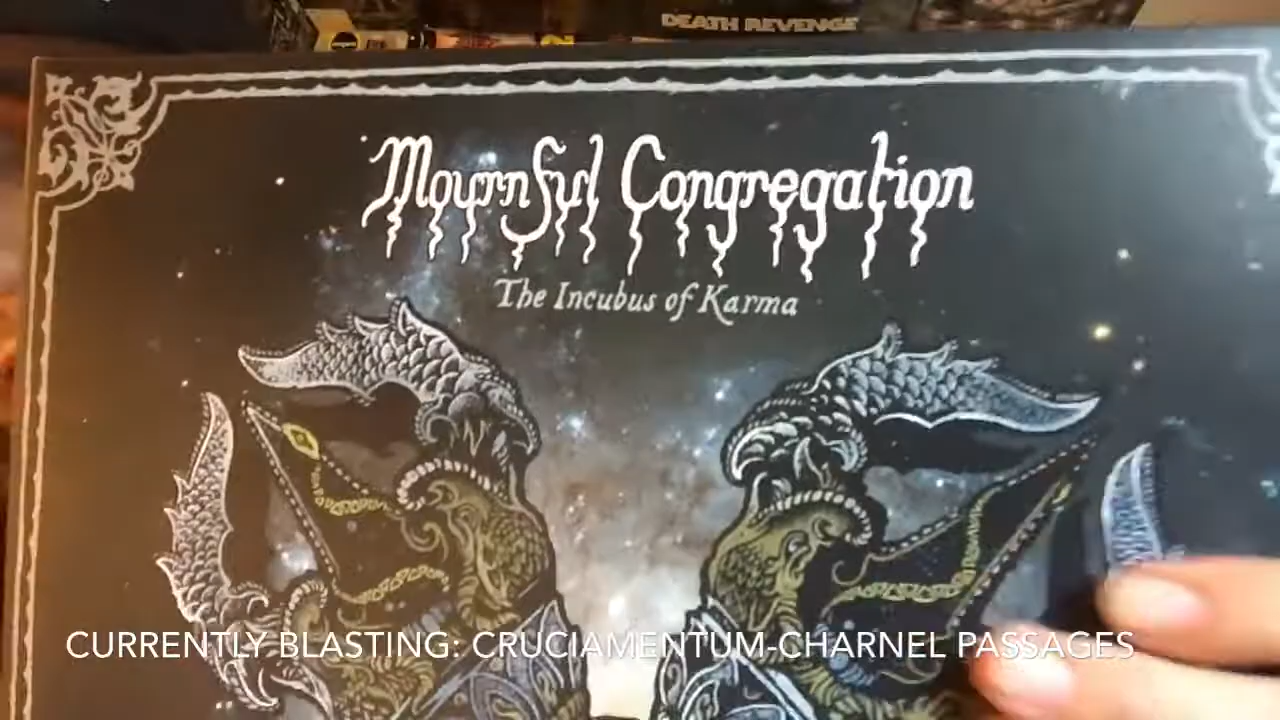 DEATH REVENGE
Mournful Congregation
The Incubus of Karma
CURRENTLY BLASTING: CRUCIAMENTUM-CHARNEL PASSAGES